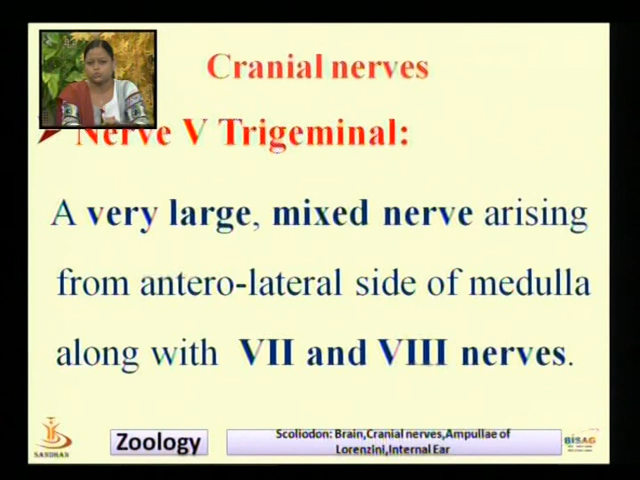 Cranial nerves
Nerve V Trigeminal:
A very large, mixed nerve arising
from antero-lateral side of medulla
along with VII and VIII nerves.
SANDHAN
Zoology
Scoliodon: Brain,Cranial nerves,Ampullae of
Lorenzini,Internal Ear
BISAG